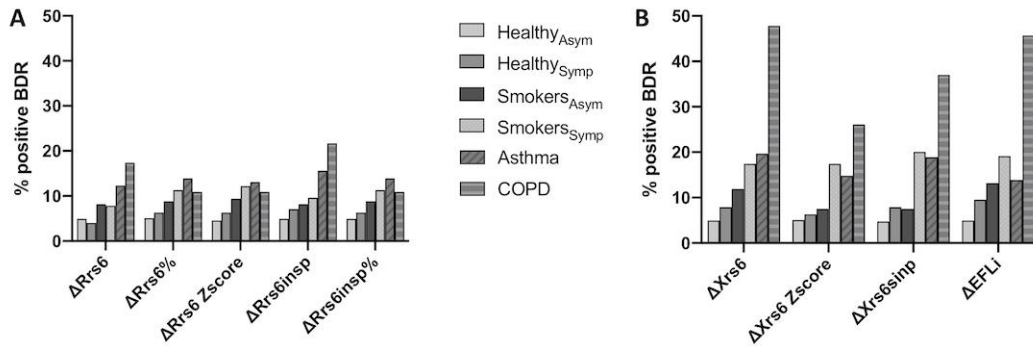 A
% positive BDR
50
40
30
20
10
0
ΔRrs6
ΔRrs6%
ΔRrs6 Zscore
ΔRrs6insp
ΔRrs6insp%
HealthyAsym
HealthySymp
SmokersAsym
SmokersSymp
Asthma
COPD
B
% positive BDR
50
40
30
20
10
0
ΔXrs6
ΔXrs6 Zscore
ΔXrs6sinp
ΔEFLi